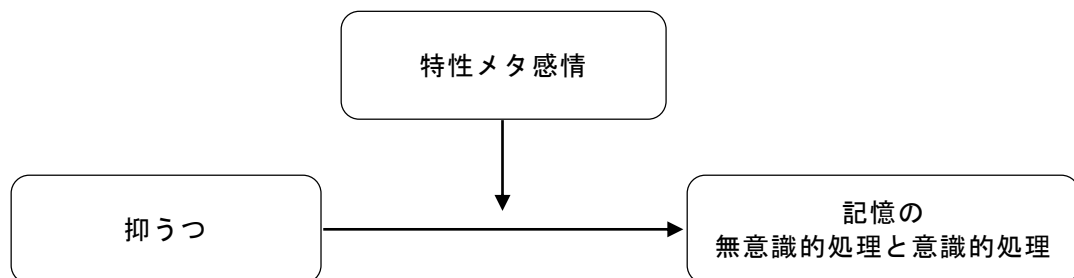 特性メタ感情
抑うつ
記憶の
無意識的処理と意識的処理